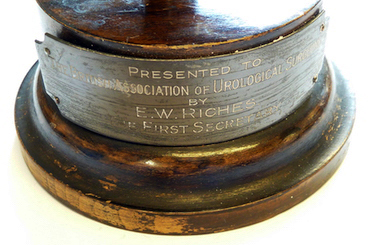 PRESENTED TO
ASSOCIATION OF UROLOGICAL
BY
E.W. RICHES
FIRST